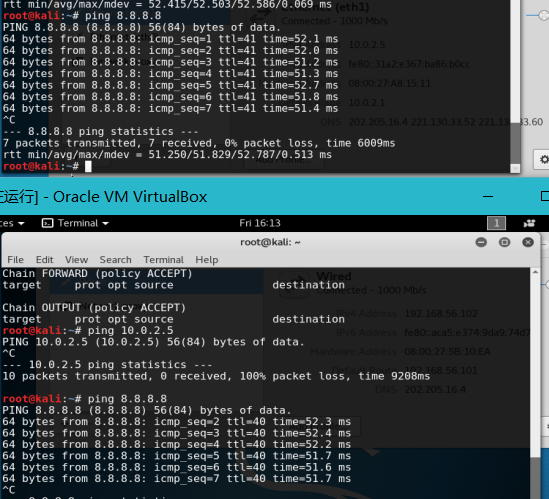 rtt min/avg/max/mdev = 52.415/52.503/52.586/0.069 ms
root@kali:~# ping 8.8.8.8
PING 8.8.8.8 (8.8.8.8) 56(84) bytes of data.
64 bytes from 8.8.8.8: icmp_seq=1 ttl=41 time=52.1 ms
64 bytes from 8.8.8.8: icmp_seq=2 ttl=41 time=52.0 ms
64 bytes from 8.8.8.8: icmp_seq=3 ttl=41 time=51.2 ms
64 bytes from 8.8.8.8: icmp_seq=4 ttl=41 time=51.3 ms
64 bytes from 8.8.8.8: icmp_seq=5 ttl=41 time=52.7 ms
64 bytes from 8.8.8.8: icmp_seq=6 ttl=41 time=51.8 ms
64 bytes from 8.8.8.8: icmp_seq=7 ttl=41 time=51.4 ms
^C
--- 8.8.8.8 ping statistics ---
7 packets transmitted, 7 received, 0% packet loss, time 6009ms
rtt min/avg/max/mdev = 51.250/51.829/52.787/0.513 ms
root@kali:~#
(eth1)
Connected - 1000 Mb/s
10.0.2.5
fe80::31a2:e367:ba86:b0cc
08:00:27:A8:15:11
10.0.2.1
DNS 202.205.16.4 221.130.33.52
在运行] - Oracle VM VirtualBox
Terminal
Fri 16:13
1
root@kali: ~
File Edit View Search Terminal Help
Chain FORWARD (policy ACCEPT)
target prot opt source destination
Chain OUTPUT (policy ACCEPT)
target prot opt source destination
root@kali:~# ping 10.0.2.5
PING 10.0.2.5 (10.0.2.5) 56(84) bytes of data.
^C
--- 10.0.2.5 ping statistics ---
10 packets transmitted, 0 received, 100% packet loss, time 9208ms
root@kali:~# ping 8.8.8.8
PING 8.8.8.8 (8.8.8.8) 56(84) bytes of data.
64 bytes from 8.8.8.8: icmp_seq=2 ttl=40 time=52.3 ms
64 bytes from 8.8.8.8: icmp_seq=3 ttl=40 time=52.4 ms
64 bytes from 8.8.8.8: icmp_seq=4 ttl=40 time=52.2 ms
64 bytes from 8.8.8.8: icmp_seq=5 ttl=40 time=51.7 ms
64 bytes from 8.8.8.8: icmp_seq=6 ttl=40 time=51.6 ms
64 bytes from 8.8.8.8: icmp_seq=7 ttl=40 time=51.7 ms
^C
Wired
Connected - 1000 Mb/s
IPv4 Address 192.168.56.102
IPv6 Address fe80::aca5:e374:9da9:74d7
Hardware Address 08:00:27:5B:10:EA
Default Route 192.168.56.101
DNS 202.205.16.4